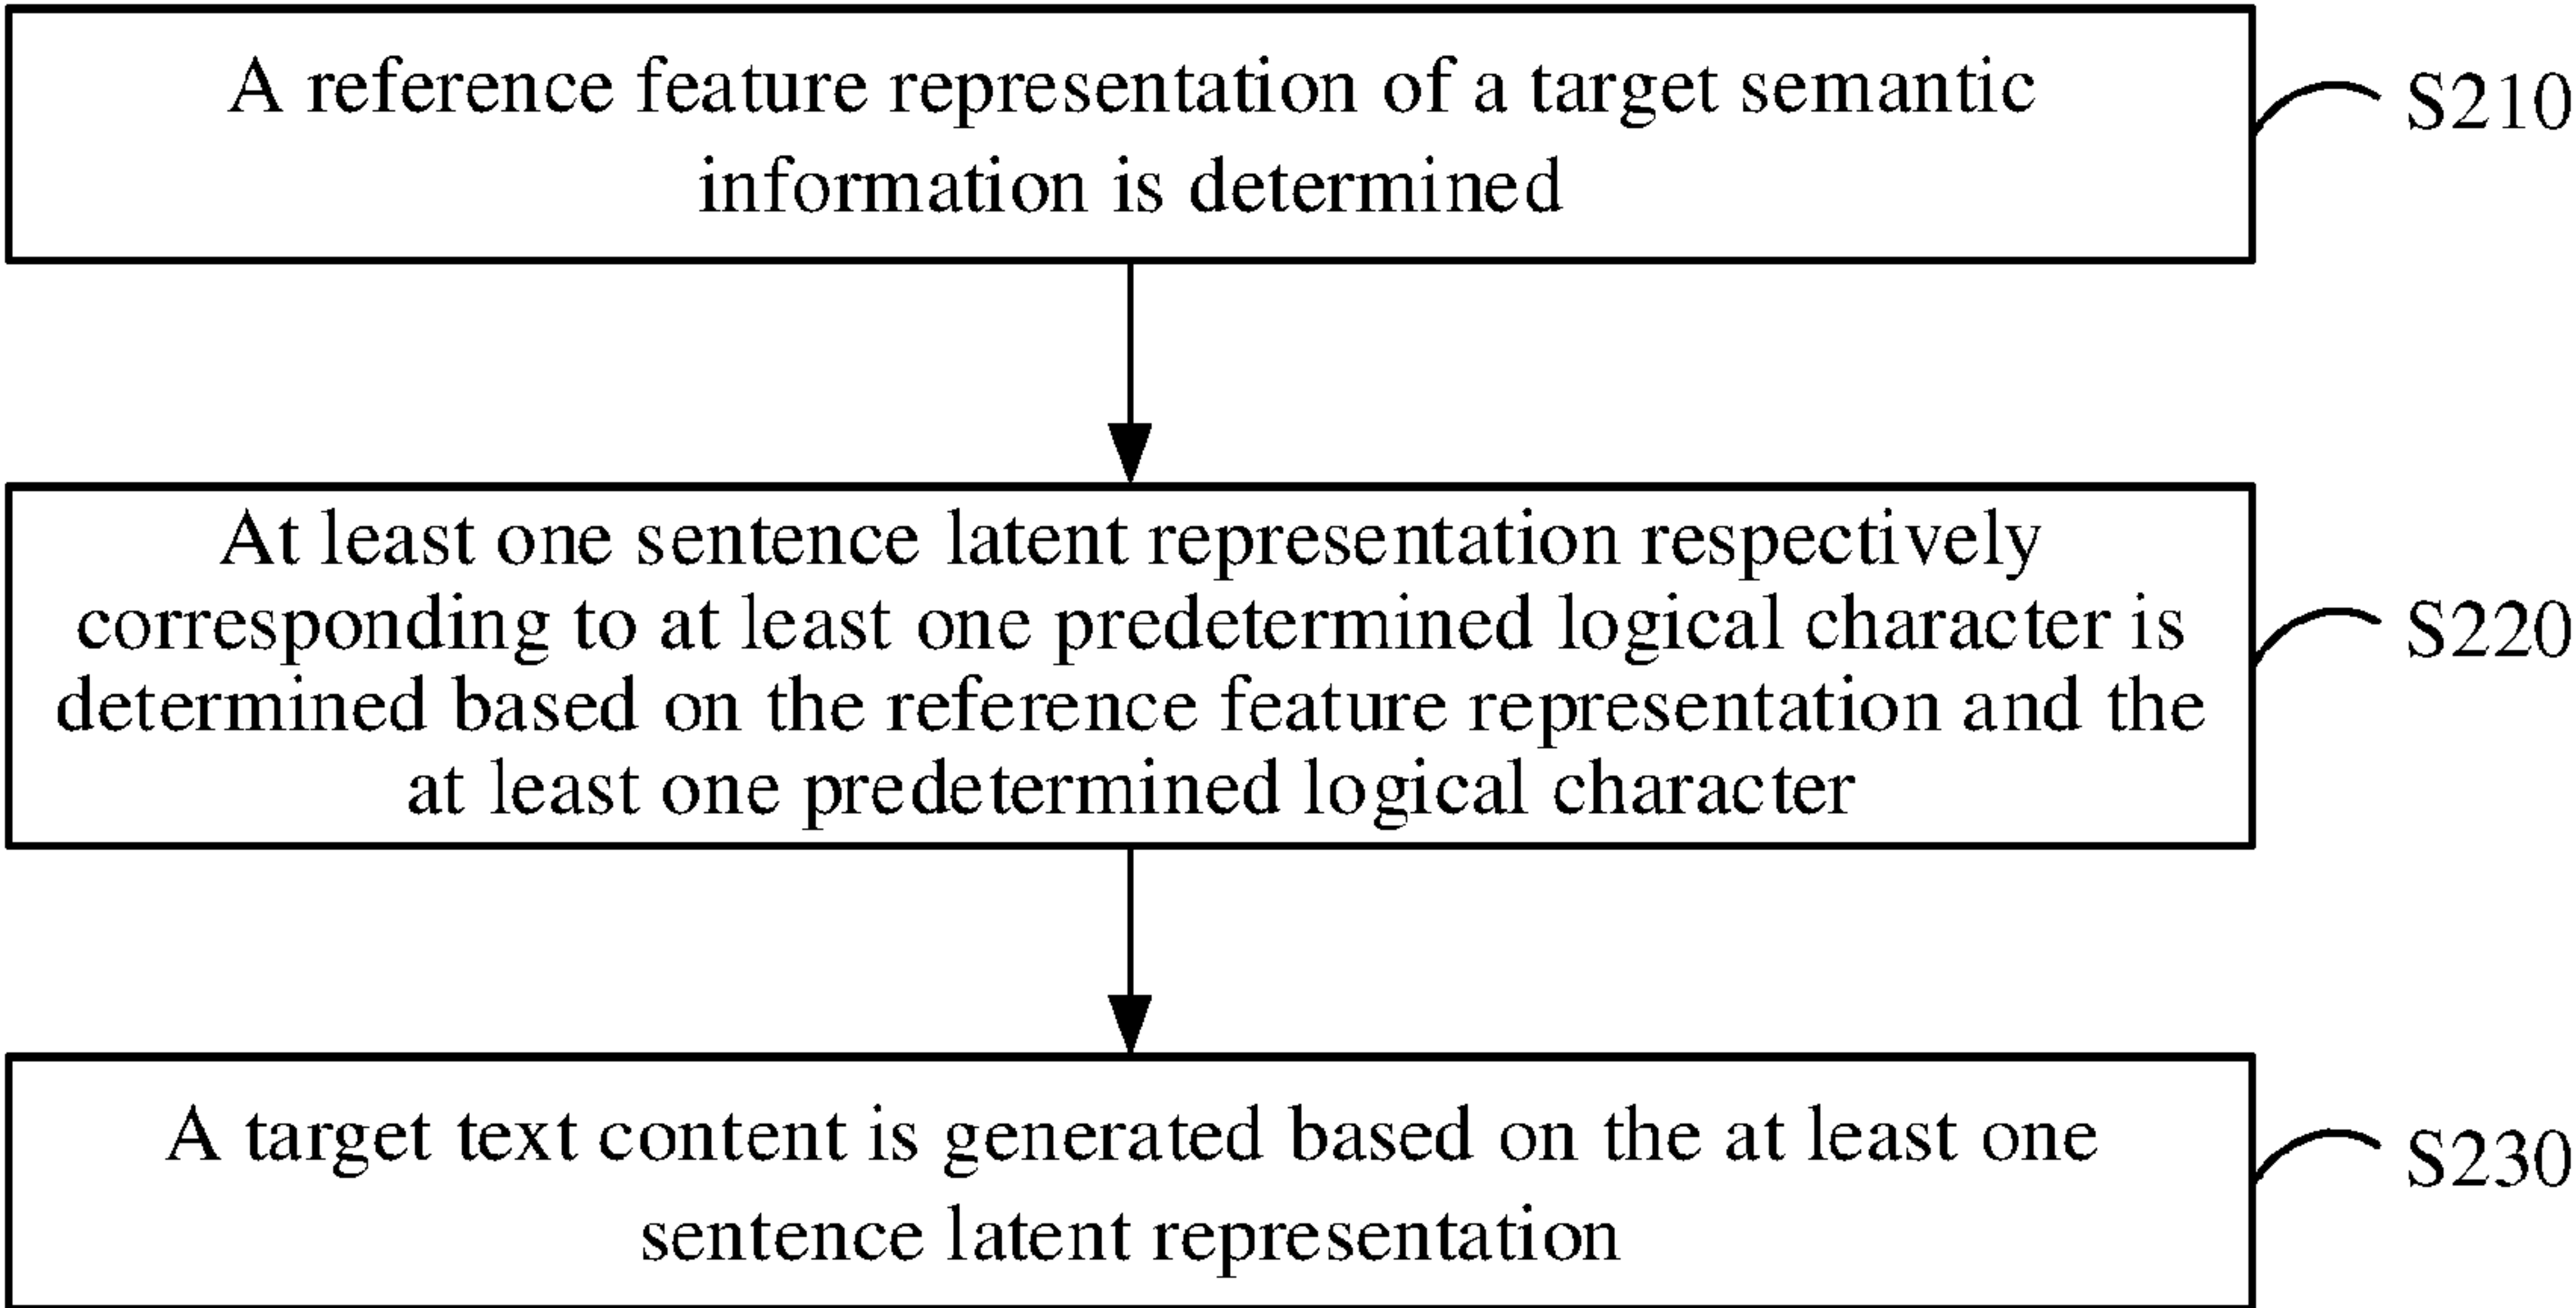 A reference feature representation of a target semantic
information is determined
S210
At least one sentence latent representation respectively
corresponding to at least one predetermined logical character is
determined based on the reference feature representation and the
at least one predetermined logical character
S220
A target text content is generated based on the at least one
sentence latent representation
S230